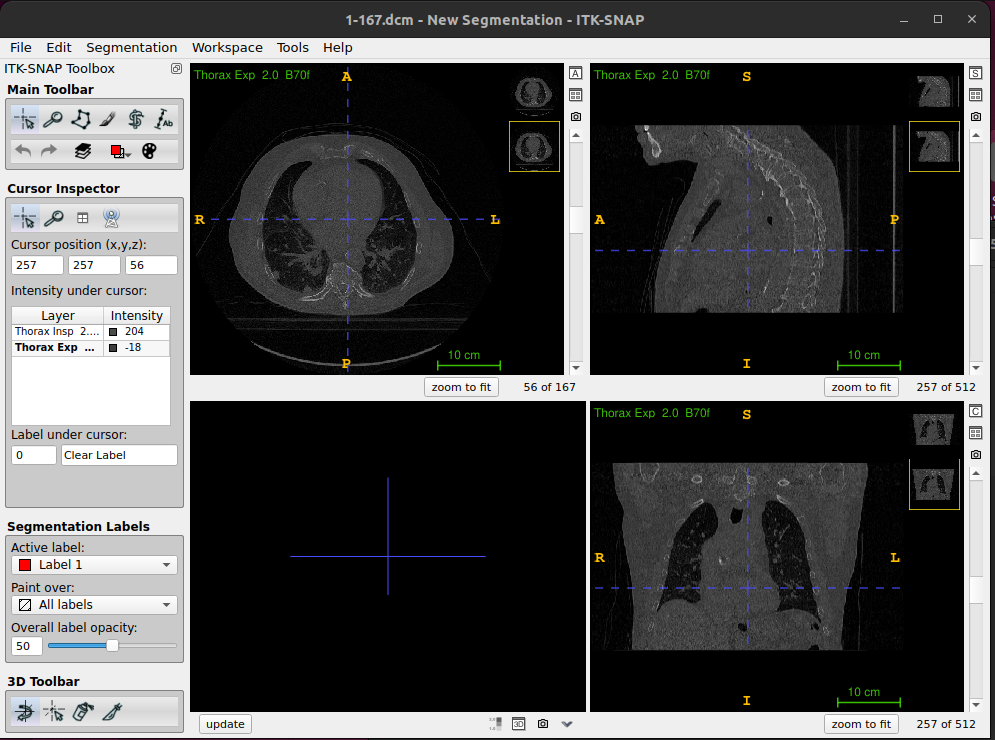 1-167.dcm - New Segmentation - ITK-SNAP
File Edit Segmentation Workspace Tools Help
ITK-SNAP Toolbox
Main Toolbar
Ab
Cursor Inspector
Cursor position (x,y,z):
257 257 56
Intensity under cursor:
Layer Intensity
Thorax Insp 2.... 204
Thorax Exp ... -18
Label under cursor:
0 Clear Label
Segmentation Labels
Active label:
Label 1
Paint over:
All labels
Overall label opacity:
50
3D Toolbar
Thorax Exp 2.0 B70f
A
R
L
P
10 cm
A
zoom to fit 56 of 167
Thorax Exp 2.0 B70f
S
A
P
I
10 cm
S
zoom to fit 257 of 512
update
3D
Thorax Exp 2.0 B70f
S
R
L
I
10 cm
C
zoom to fit 257 of 512